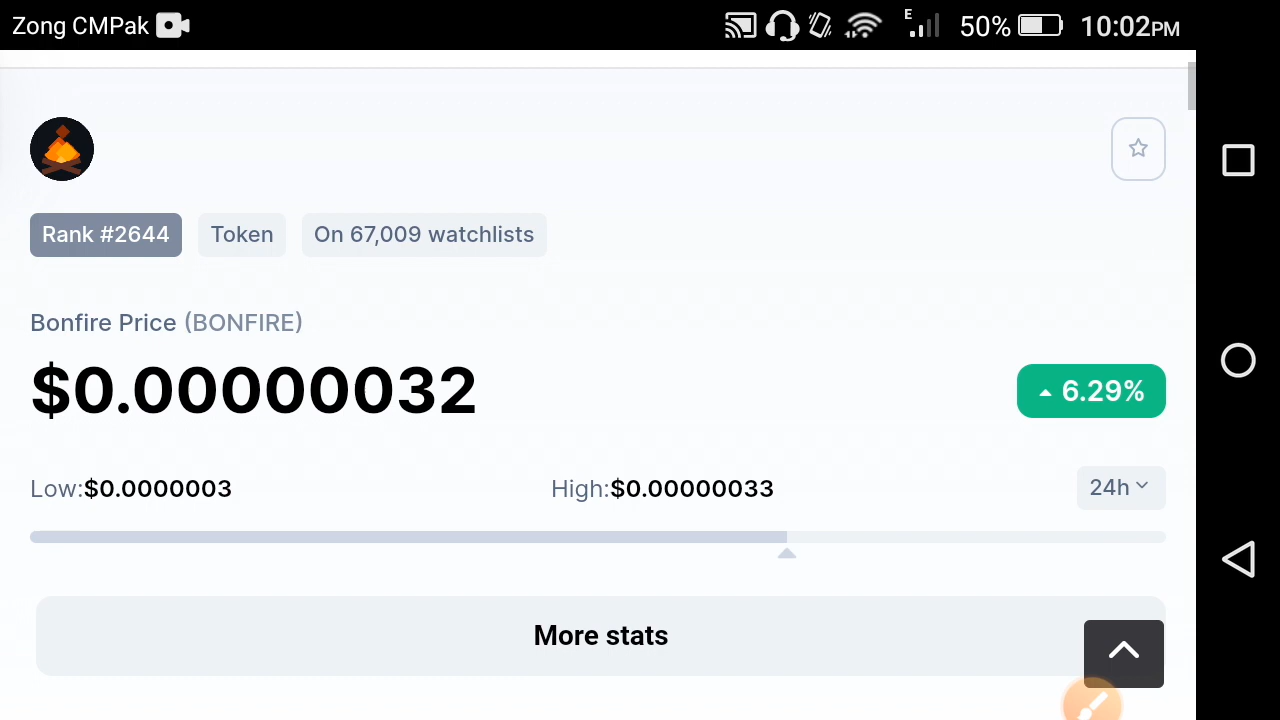 Zong CMPak E 50% 10:02PM
Rank #2644 Token On 67,009 watchlists
Bonfire Price (BONFIRE)
$0.00000032 6.29%
Low:$0.0000003 High:$0.00000033 24h
More stats